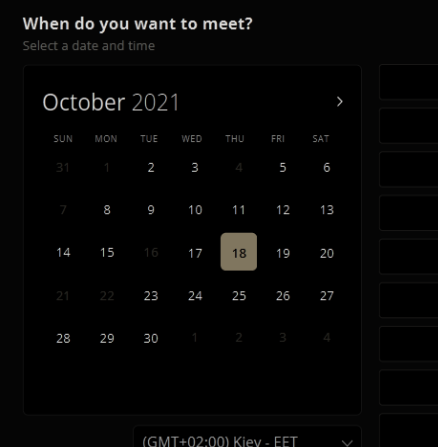 When do you want to meet?
Select a date and time
October 2021
SUN MON TUE WED THU FRI SAT
31 1 2 3 4 5 6
7 8 9 10 11 12 13
14 15 16 17 18 19 20
21 22 23 24 25 26 27
28 29 30 1 2 3 4
(GMT+02:00) Kiev - EET